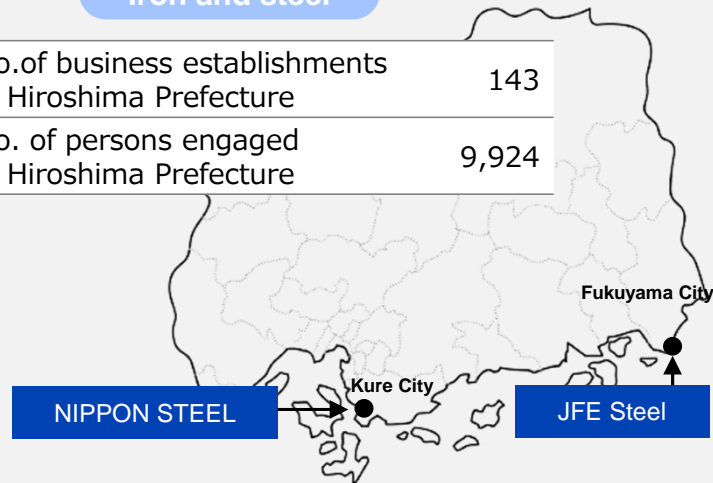 Iron and steel
o.of business establishments
Hiroshima Prefecture
143
o. of persons engaged
Hiroshima Prefecture
9,924
Fukuyama City
Kure City
NIPPON STEEL
JFE Steel